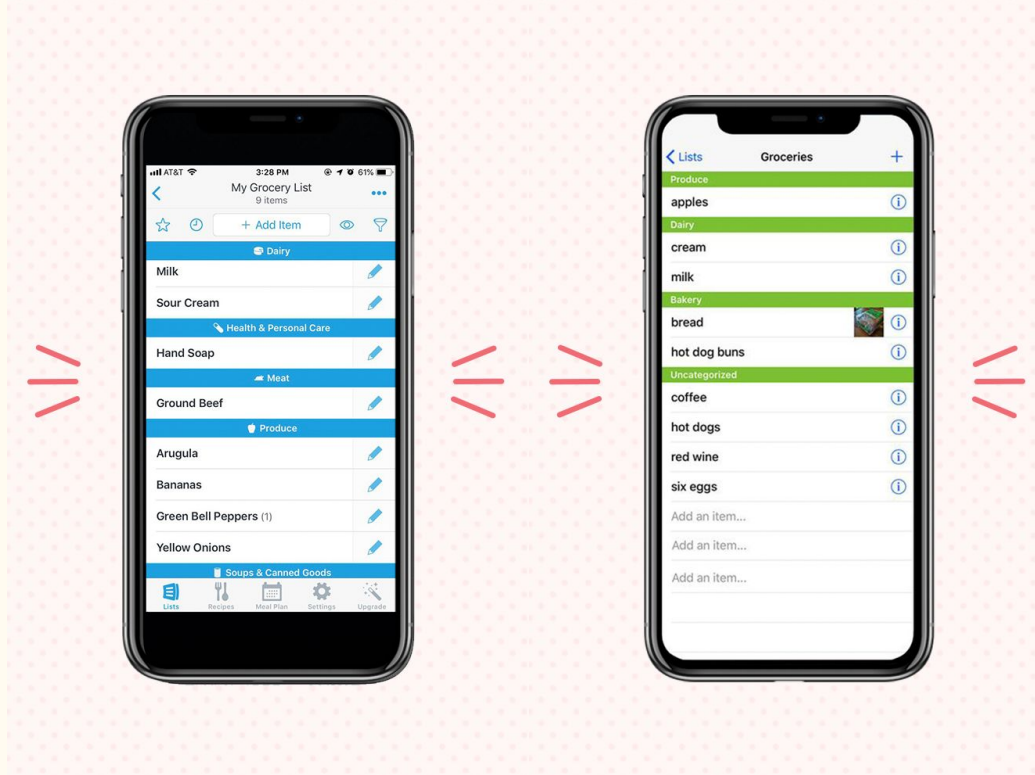 AT&T 3:28 PM 61%
My Grocery List
9 items
+ Add Item
Dairy
Milk
Sour Cream
Health & Personal Care
Hand Soap
Meat
Ground Beef
Produce
Arugula
Bananas
Green Bell Peppers (1)
Yellow Onions
Soups & Canned Goods
Lists Recipes Meal Plan Settings Upgrade
Lists Groceries +
Produce
apples
Dairy
cream
milk
Bakery
bread
hot dog buns
Uncategorized
coffee
hot dogs
red wine
six eggs
Add an item...
Add an item...
Add an item...